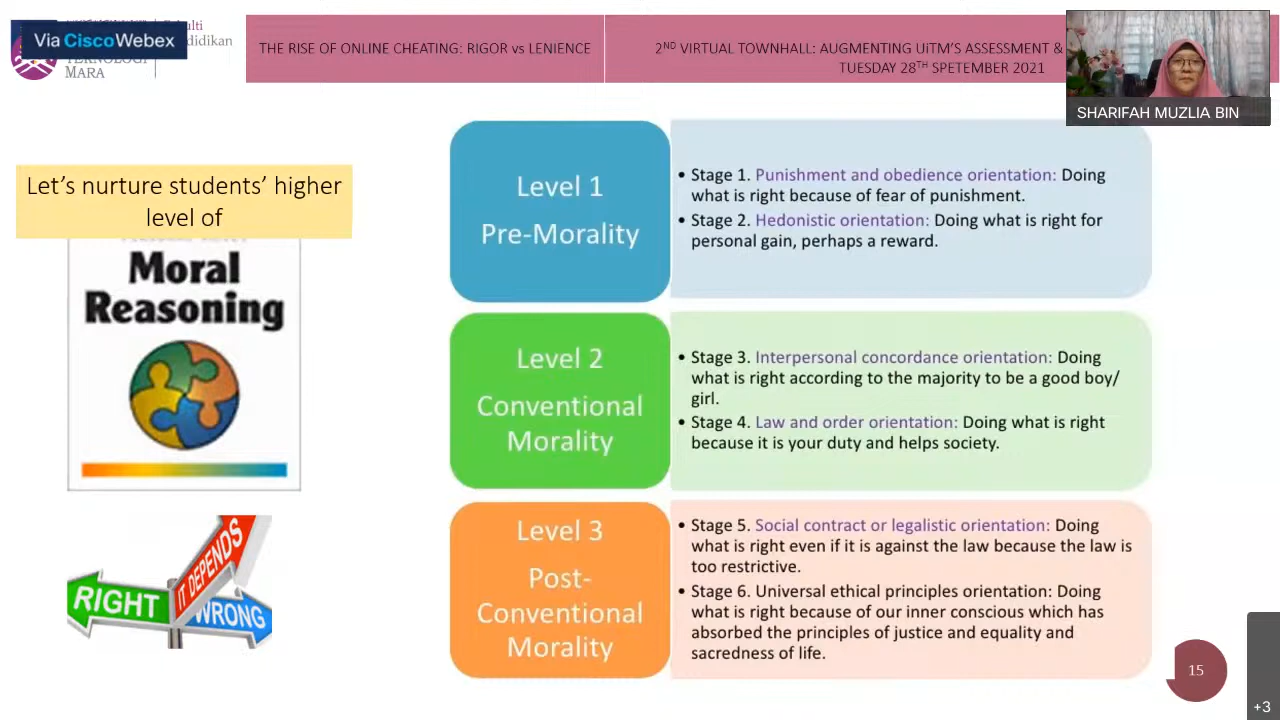 Via Cisco Webex
MARA
THE RISE OF ONLINE CHEATING: RIGOR vs LENIENCE
2ND VIRTUAL TOWNHALL: AUGMENTING UiTM'S ASSESSMENT &
TUESDAY 28TH SPETEMBER 2021
SHARIFAH MUZLIA BIN
Let's nurture students' higher
level of
Moral
Reasoning
RIGHT
IT DEPENDS
WRONG
Level 1
Pre-Morality
• Stage 1. Punishment and obedience orientation: Doing
what is right because of fear of punishment.
• Stage 2. Hedonistic orientation: Doing what is right for
personal gain, perhaps a reward.
Level 2
Conventional
Morality
• Stage 3. Interpersonal concordance orientation: Doing
what is right according to the majority to be a good boy/
girl.
• Stage 4. Law and order orientation: Doing what is right
because it is your duty and helps society.
Level 3
Post-
Conventional
Morality
• Stage 5. Social contract or legalistic orientation: Doing
what is right even if it is against the law because the law is
too restrictive.
• Stage 6. Universal ethical principles orientation: Doing
what is right because of our inner conscious which has
absorbed the principles of justice and equality and
sacredness of life.
15
+3